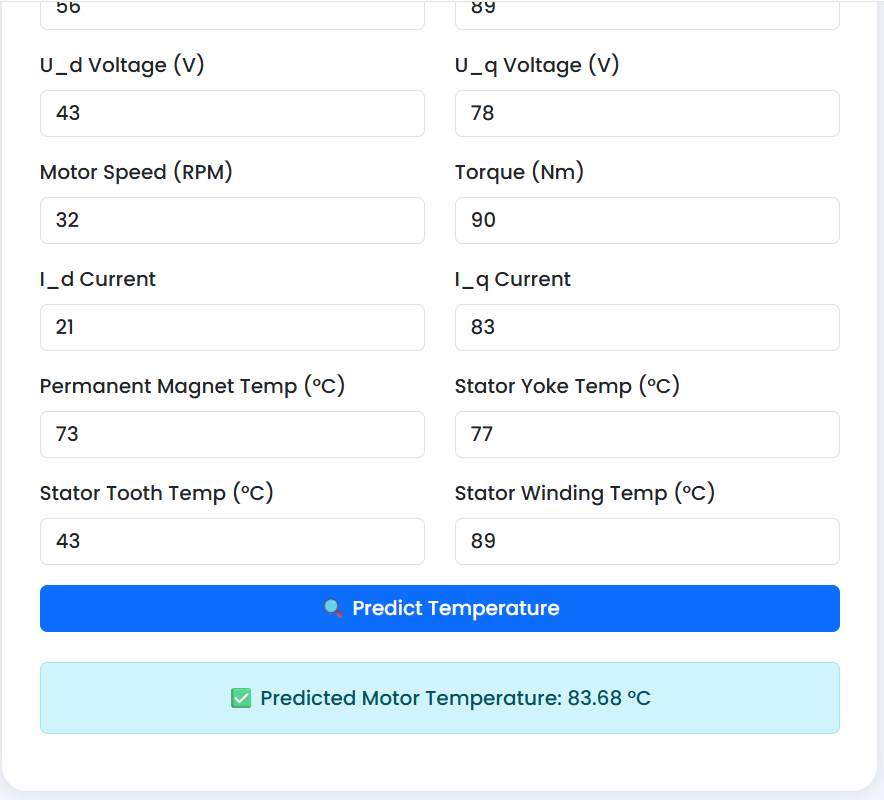 56 89
U_d Voltage (V) U_q Voltage (V)
43 78
Motor Speed (RPM) Torque (Nm)
32 90
I_d Current I_q Current
21 83
Permanent Magnet Temp (°C) Stator Yoke Temp (°C)
73 77
Stator Tooth Temp (°C) Stator Winding Temp (°C)
43 89
🔍 Predict Temperature
✅ Predicted Motor Temperature: 83.68 °C